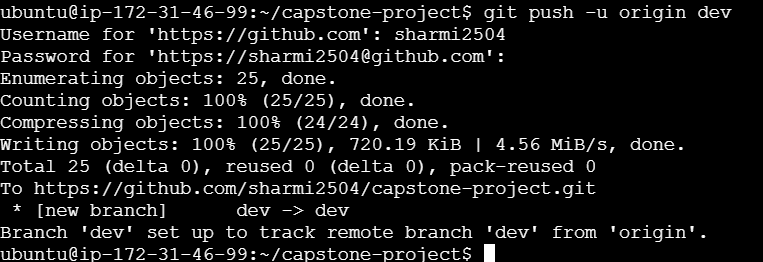 ubuntu@ip-172-31-46-99:~/capstone-project$ git push -u origin dev
Username for 'https://github.com': sharmi2504
Password for 'https://sharmi2504@github.com':
Enumerating objects: 25, done.
Counting objects: 100% (25/25), done.
Compressing objects: 100% (24/24), done.
Writing objects: 100% (25/25), 720.19 KiB | 4.56 MiB/s, done.
Total 25 (delta 0), reused 0 (delta 0), pack-reused 0
To https://github.com/sharmi2504/capstone-project.git
 * [new branch]      dev -> dev
Branch 'dev' set up to track remote branch 'dev' from 'origin'.
ubuntu@ip-172-31-46-99:~/capstone-project$